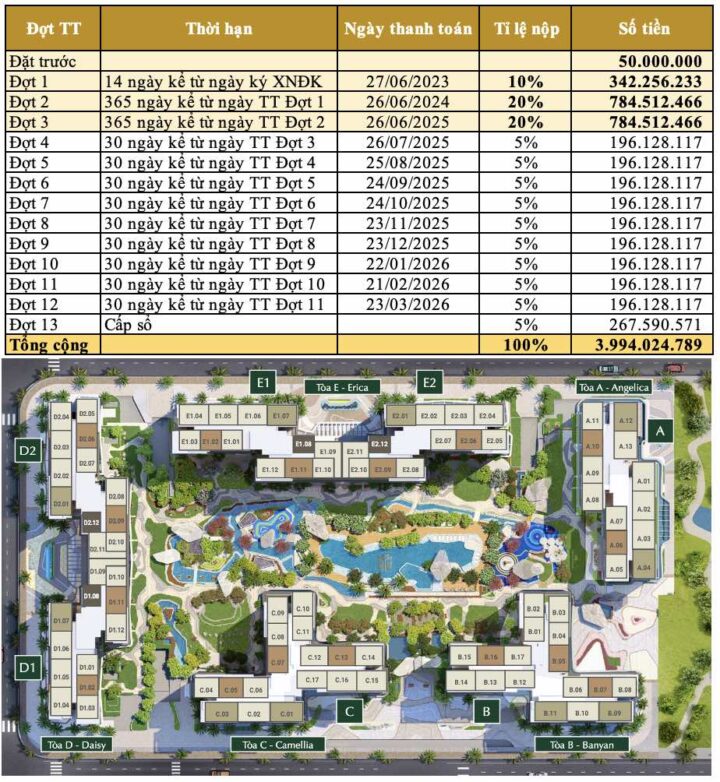 Đợt TT Thời hạn Ngày thanh toán Tỉ lệ nộp Số tiền
Đặt trước 50.000.000
Đợt 1 14 ngày kể từ ngày ký XNĐK 27/06/2023 10% 342.256.233
Đợt 2 365 ngày kể từ ngày TT Đợt 1 26/06/2024 20% 784.512.466
Đợt 3 365 ngày kể từ ngày TT Đợt 2 26/06/2025 20% 784.512.466
Đợt 4 30 ngày kể từ ngày TT Đợt 3 26/07/2025 5% 196.128.117
Đợt 5 30 ngày kể từ ngày TT Đợt 4 25/08/2025 5% 196.128.117
Đợt 6 30 ngày kể từ ngày TT Đợt 5 24/09/2025 5% 196.128.117
Đợt 7 30 ngày kể từ ngày TT Đợt 6 24/10/2025 5% 196.128.117
Đợt 8 30 ngày kể từ ngày TT Đợt 7 23/11/2025 5% 196.128.117
Đợt 9 30 ngày kể từ ngày TT Đợt 8 23/12/2025 5% 196.128.117
Đợt 10 30 ngày kể từ ngày TT Đợt 9 22/01/2026 5% 196.128.117
Đợt 11 30 ngày kể từ ngày TT Đợt 10 21/02/2026 5% 196.128.117
Đợt 12 30 ngày kể từ ngày TT Đợt 11 23/03/2026 5% 196.128.117
Đợt 13 Cấp sổ 5% 267.590.571
Tổng cộng 100% 3.994.024.789
E1 Tòa E - Erica E2 Tòa A - Angelica
E1.04 E1.05 E1.06 E1.07 E2.01 E2.02 E2.03 E2.04
E1.03 E1.02 E1.01 E1.08 E2.12 E2.07 E2.06 E2.05
E1.09 E2.11
E1.12 E1.11 E1.10 E2.10 E2.09 E2.08
A
A.11 A.12
A.10 A.13
A.09 A.01
A.08 A.02
A.07 A.03
A.06 A.04
A.05
D2
D2.04 D2.05
D2.03 D2.06
D2.02 D2.07
D2.01 D2.08
D2.12 D2.09
D2.11 D2.10
D1.09 D1.10
D1.08 D1.11
D1.07 D1.12
D1.06
D1
D1.05 D1.01
D1.02
D1.04 D1.03
Tòa D - Daisy
C.09 C.10
C.08 C.11
C.07 C.12 C.13 C.14
C.04 C.05 C.06 C.17 C.16 C.15
C.03 C.02 C.01
C
Tòa C - Camellia
B.02 B.03
B.01 B.04
B.15 B.16 B.17 B.05
B.14 B.13 B.12 B.06 B.07 B.08
B.11 B.10 B.09
B
Tòa B - Banyan